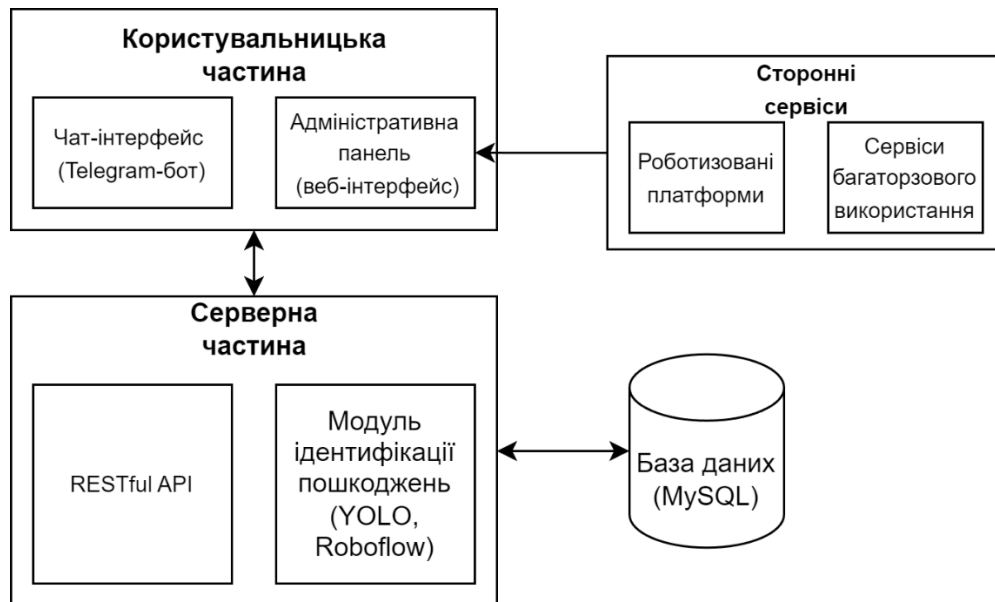 Користувальницька
частина
Чат-інтерфейс
(Telegram-бот)
Адміністративна
панель
(веб-інтерфейс)
Сторонні
сервіси
Роботизовані
платформи
Сервіси
багаторзового
використання
Серверна
частина
RESTful API
Модуль
ідентифікації
пошкоджень
(YOLO,
Roboflow)
База даних
(MySQL)